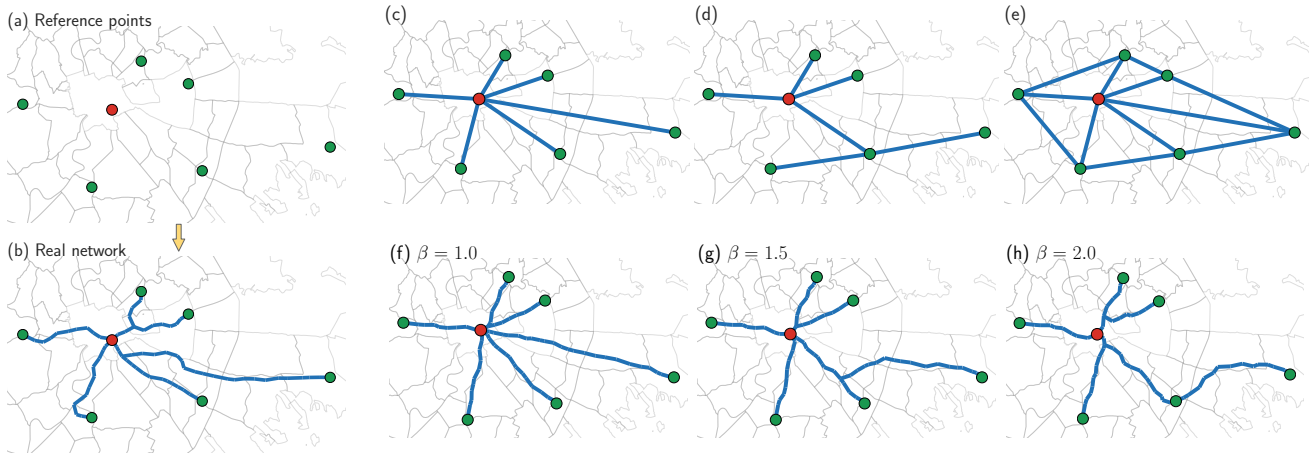 (a) Reference points
(c)
(d)
(e)
(b) Real network
(f) β = 1.0
(g) β = 1.5
(h) β = 2.0